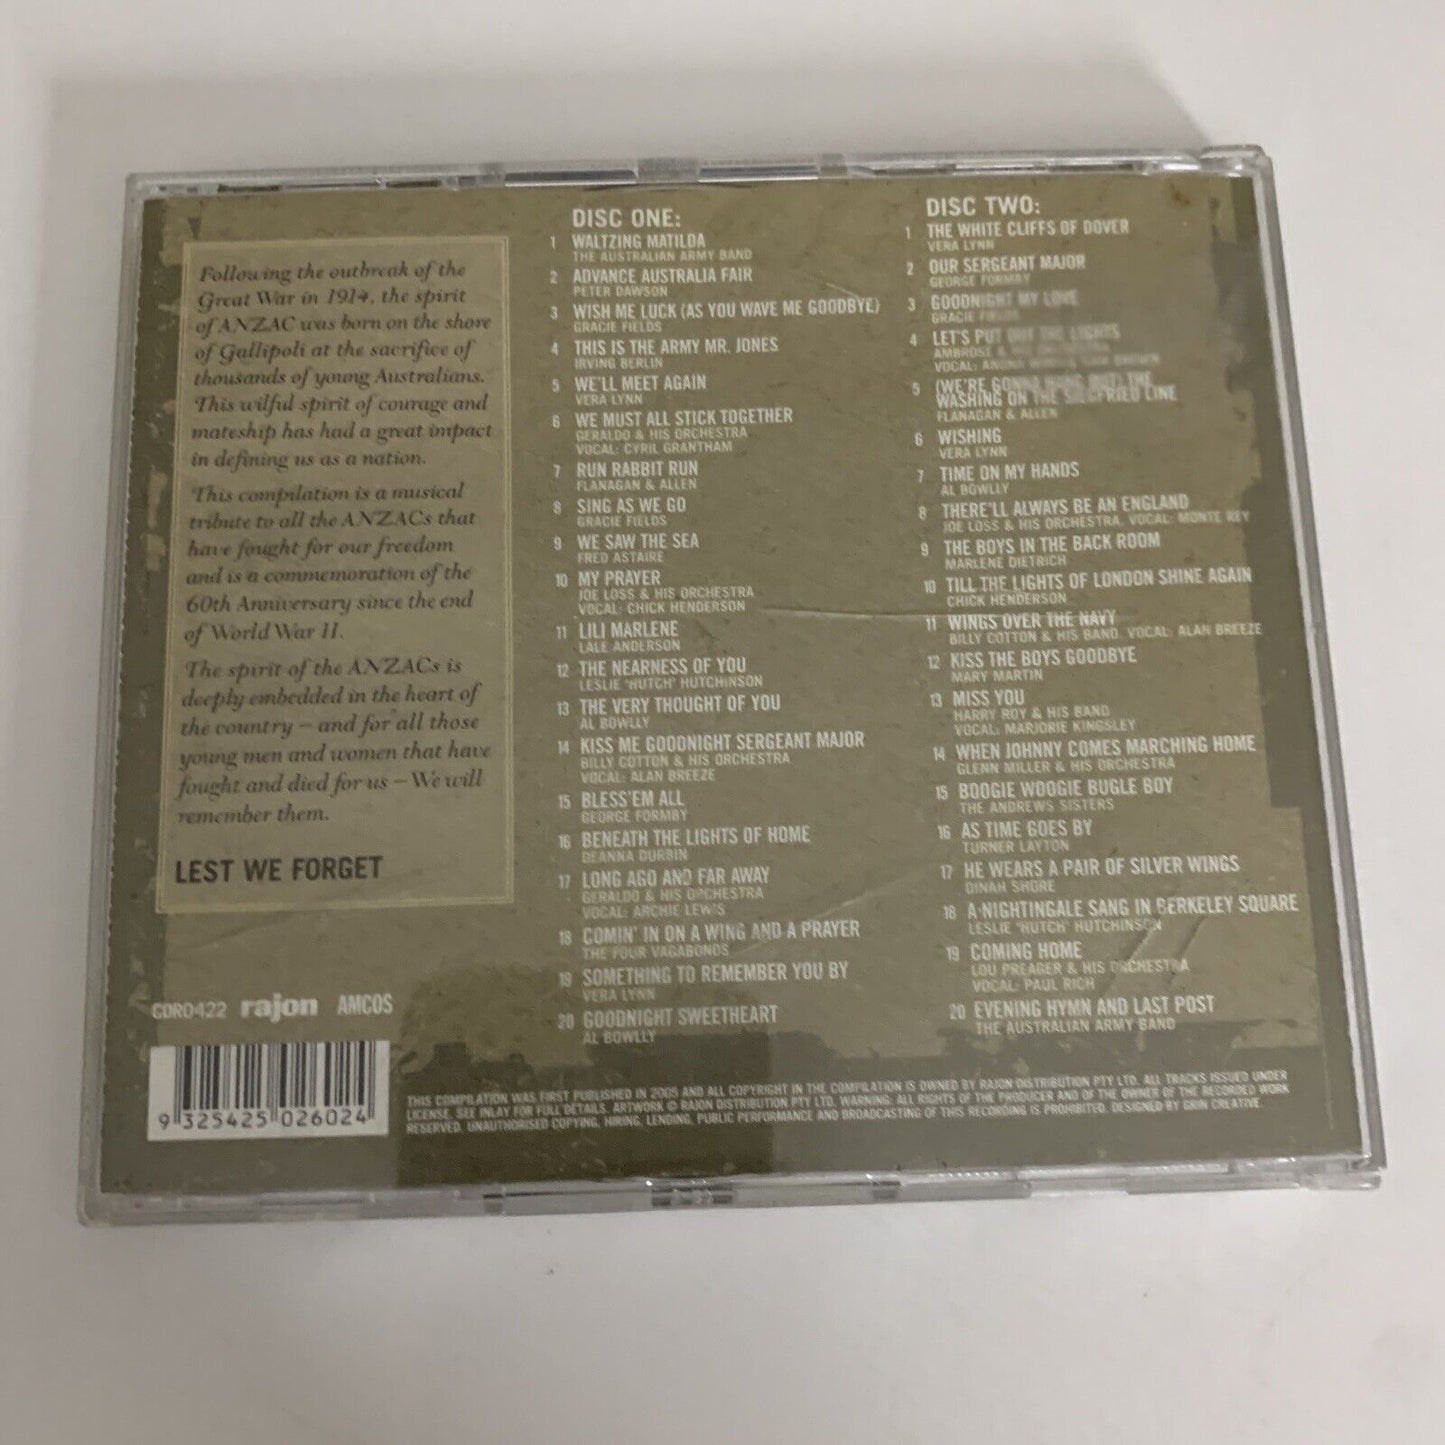 Following the outbreak of the
Great War in 1914, the spirit
of ANZAC was born on the shore
of Gallipoli at the sacrifice of
thousands of young Australians.
This wilful spirit of courage and
mateship has had a great impact
in defining us as a nation.
This compilation is a musical
tribute to all the ANZACs that
have fought for our freedom
and is a commemoration of the
60th Anniversary since the end
of World War II.
The spirit of the ANZACs is
deeply embedded in the heart of
the country – and for all those
young men and women that have
fought and died for us – We will
remember them.
LEST WE FORGET
CDR0422 rajon AMCOS
9 325425 026024
DISC ONE:
1 WALTZING MATILDA
THE AUSTRALIAN ARMY BAND
2 ADVANCE AUSTRALIA FAIR
PETER DAWSON
3 WISH ME LUCK (AS YOU WAVE ME GOODBYE)
GRACIE FIELDS
4 THIS IS THE ARMY MR. JONES
IRVING BERLIN
5 WE'LL MEET AGAIN
VERA LYNN
6 WE MUST ALL STICK TOGETHER
GERALDO & HIS ORCHESTRA
VOCAL: CYRIL GRANTHAM
7 RUN RABBIT RUN
FLANAGAN & ALLEN
8 SING AS WE GO
GRACIE FIELDS
9 WE SAW THE SEA
FRED ASTAIRE
10 MY PRAYER
JOE LOSS & HIS ORCHESTRA
VOCAL: CHICK HENDERSON
11 LILI MARLENE
LALE ANDERSON
12 THE NEARNESS OF YOU
LESLIE "HUTCH" HUTCHINSON
13 THE VERY THOUGHT OF YOU
AL BOWLLY
14 KISS ME GOODNIGHT SERGEANT MAJOR
BILLY COTTON & HIS ORCHESTRA
VOCAL: ALAN BREEZE
15 BLESS'EM ALL
GEORGE FORMBY
16 BENEATH THE LIGHTS OF HOME
DEANNA DURBIN
17 LONG AGO AND FAR AWAY
GERALDO & HIS ORCHESTRA
VOCAL: ARCHIE LEWIS
18 COMIN' IN ON A WING AND A PRAYER
THE FOUR VAGABONDS
19 SOMETHING TO REMEMBER YOU BY
VERA LYNN
20 GOODNIGHT SWEETHEART
AL BOWLLY
DISC TWO:
1 THE WHITE CLIFFS OF DOVER
VERA LYNN
2 OUR SERGEANT MAJOR
GEORGE FORMBY
3 GOODNIGHT MY LOVE
GRACIE FIELDS
4 LET'S PUT OUT THE LIGHTS
AMBROSE &
VOCAL:
5 (WE'RE GONNA HANG OUT) THE
WASHING ON THE SIEGFRIED LINE
FLANAGAN & ALLEN
6 WISHING
VERA LYNN
7 TIME ON MY HANDS
AL BOWLLY
8 THERE'LL ALWAYS BE AN ENGLAND
JOE LOSS & HIS ORCHESTRA. VOCAL: MONTE REY
9 THE BOYS IN THE BACK ROOM
MARLENE DIETRICH
10 TILL THE LIGHTS OF LONDON SHINE AGAIN
CHICK HENDERSON
11 WINGS OVER THE NAVY
BILLY COTTON & HIS BAND. VOCAL: ALAN BREEZE
12 KISS THE BOYS GOODBYE
MARY MARTIN
13 MISS YOU
HARRY ROY & HIS BAND
VOCAL: MARJORIE KINGSLEY
14 WHEN JOHNNY COMES MARCHING HOME
GLENN MILLER & HIS ORCHESTRA
15 BOOGIE WOOGIE BUGLE BOY
THE ANDREWS SISTERS
16 AS TIME GOES BY
TURNER LAYTON
17 HE WEARS A PAIR OF SILVER WINGS
DINAH SHORE
18 A NIGHTINGALE SANG IN BERKELEY SQUARE
LESLIE "HUTCH" HUTCHINSON
19 COMING HOME
LOU PREAGER & HIS ORCHESTRA
VOCAL: PAUL RICH
20 EVENING HYMN AND LAST POST
THE AUSTRALIAN ARMY BAND
THIS COMPILATION WAS FIRST PUBLISHED IN 2005 AND ALL COPYRIGHT IN THE COMPILATION IS OWNED BY RAJON DISTRIBUTION PTY LTD. ALL TRACKS ISSUED UNDER
LICENSE. SEE INLAY FOR FULL DETAILS. ARTWORK © RAJON DISTRIBUTION PTY LTD. WARNING: ALL RIGHTS OF THE PRODUCER AND OF THE OWNER OF THE RECORDED WORK
RESERVED. UNAUTHORISED COPYING, HIRING, LENDING, PUBLIC PERFORMANCE AND BROADCASTING OF THIS RECORDING IS PROHIBITED. DESIGNED BY GRIN CREATIVE